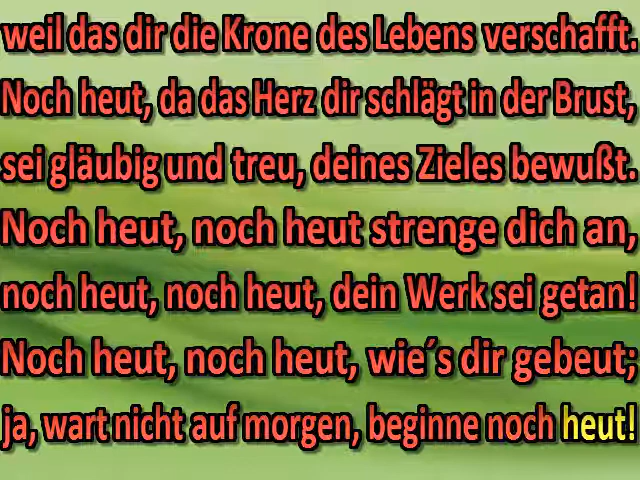 weil das dir die Krone des Lebens verschafft.
Noch heut, da das Herz dir schlägt in der Brust,
sei gläubig und treu, deines Zieles bewußt.
Noch heut, noch heut strenge dich an,
noch heut, noch heut, dein Werk sei getan!
Noch heut, noch heut, wie´s dir gebeut;
ja, wart nicht auf morgen, beginne noch heut!